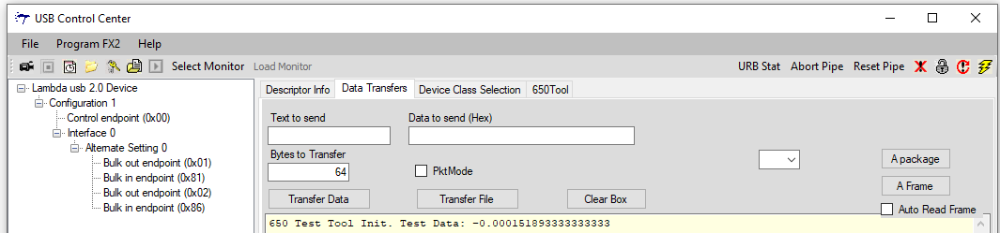 USB Control Center
File Program FX2 Help
Select Monitor Load Monitor URB Stat Abort Pipe Reset Pipe
Lambda usb 2.0 Device
Configuration 1
Control endpoint (0x00)
Interface 0
Alternate Setting 0
Bulk out endpoint (0x01)
Bulk in endpoint (0x81)
Bulk out endpoint (0x02)
Bulk in endpoint (0x86)
Descriptor Info Data Transfers Device Class Selection 650Tool
Text to send Data to send (Hex)
Bytes to Transfer
64 PktMode
A package
Transfer Data Transfer File Clear Box A Frame
Auto Read Frame
650 Test Tool Init. Test Data: -0.000151893333333333